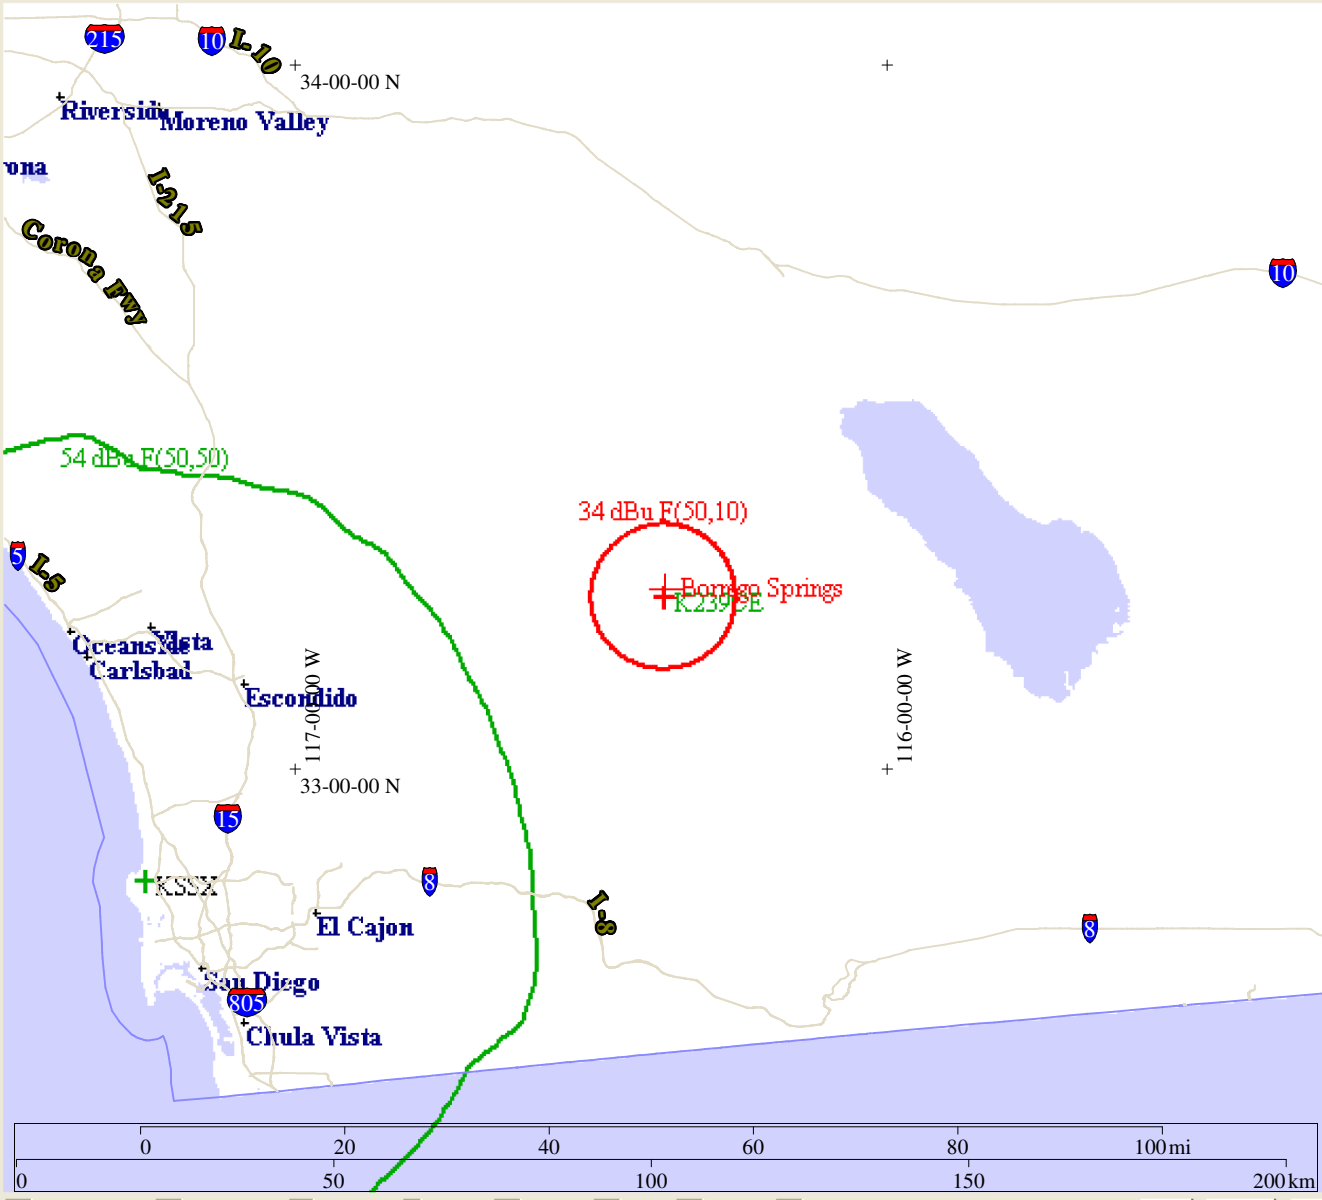 215
10
I-10
34-00-00 N
Riverside
Moreno Valley
rona
I-215
Corona Fwy
10
54 dBu F(50,50)
34 dBu F(50,10)
5
I-5
Borrego Springs
Vista
Oceanside
Carlsbad
Escondido
117-00-00 W
116-00-00 W
33-00-00 N
15
KSSX
8
I-8
El Cajon
8
San Diego
805
Chula Vista
0 20 40 60 80 100 mi
0 50 100 150 200 km